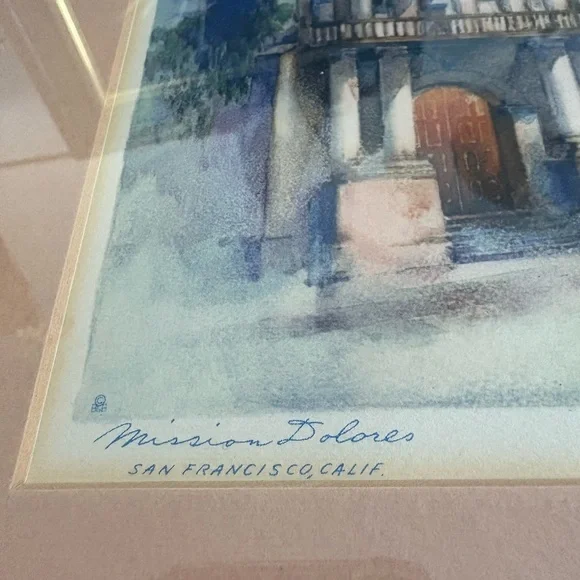 Mission Dolores
SAN FRANCISCO, CALIF.